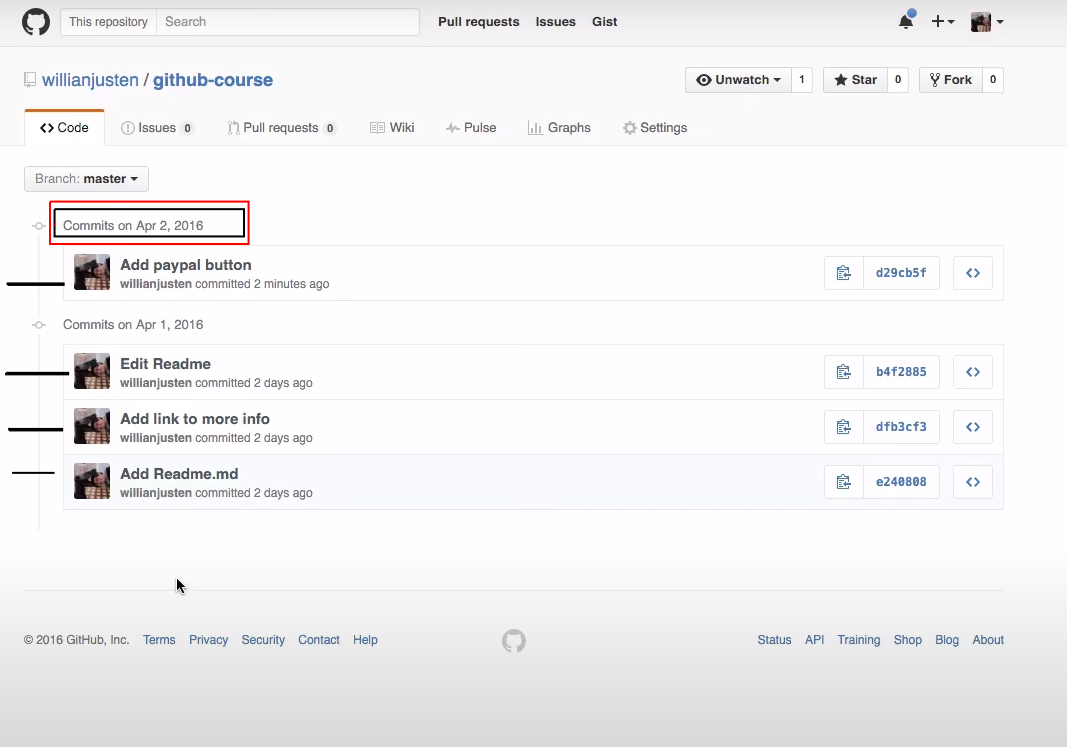 This repository Search Pull requests Issues Gist
willianjusten / github-course Unwatch 1 Star 0 Fork 0
Code Issues 0 Pull requests 0 Wiki Pulse Graphs Settings
Branch: master
Commits on Apr 2, 2016
Add paypal button
willianjusten committed 2 minutes ago
d29cb5f
Commits on Apr 1, 2016
Edit Readme
willianjusten committed 2 days ago
b4f2885
Add link to more info
willianjusten committed 2 days ago
dfb3cf3
Add Readme.md
willianjusten committed 2 days ago
e240808
© 2016 GitHub, Inc. Terms Privacy Security Contact Help Status API Training Shop Blog About